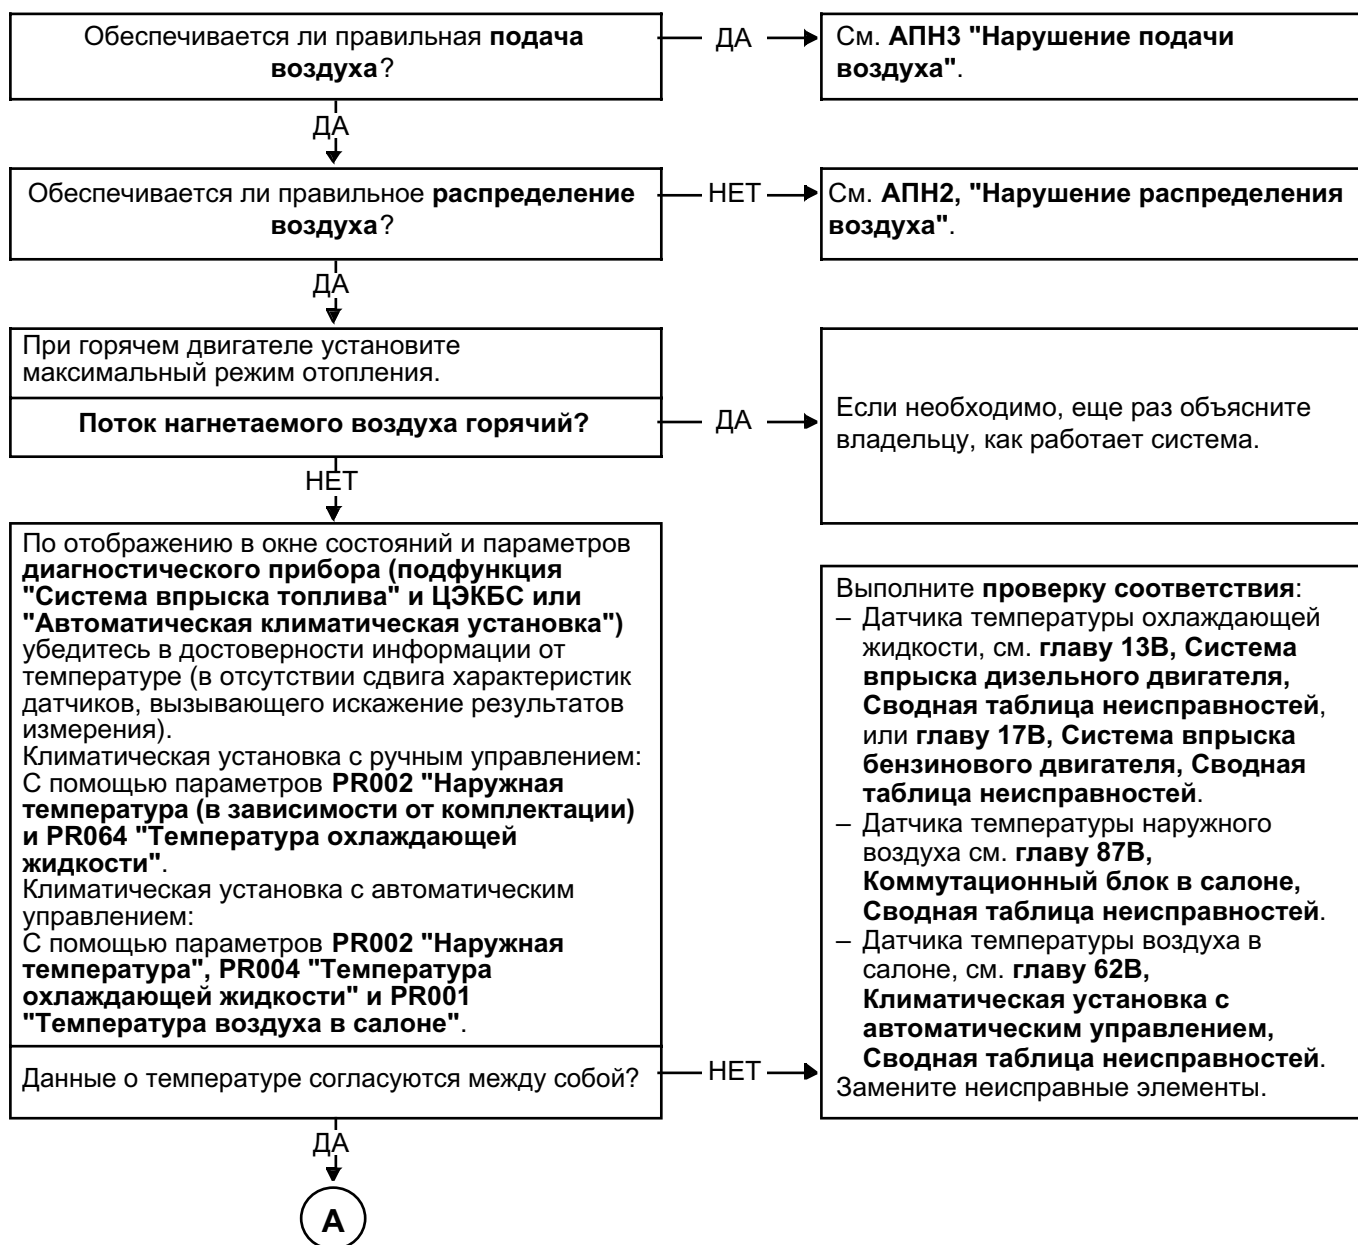 Обеспечивается ли правильная подача
воздуха?
ДА
См. АПН3 "Нарушение подачи
воздуха".
ДА
Обеспечивается ли правильное распределение
воздуха?
НЕТ
См. АПН2, "Нарушение распределения
воздуха".
ДА
При горячем двигателе установите
максимальный режим отопления.
Поток нагнетаемого воздуха горячий?
ДА
Если необходимо, еще раз объясните
владельцу, как работает система.
НЕТ
По отображению в окне состояний и параметров
диагностического прибора (подфункция
"Система впрыска топлива" и ЦЭКБС или
"Автоматическая климатическая установка")
убедитесь в достоверности информации от
температуре (в отсутствии сдвига характеристик
датчиков, вызывающего искажение результатов
измерения).
Климатическая установка с ручным управлением:
С помощью параметров PR002 "Наружная
температура (в зависимости от комплектации)
и PR064 "Температура охлаждающей
жидкости".
Климатическая установка с автоматическим
управлением:
С помощью параметров PR002 "Наружная
температура", PR004 "Температура
охлаждающей жидкости" и PR001
"Температура воздуха в салоне".
Данные о температуре согласуются между собой?
НЕТ
Выполните проверку соответствия:
– Датчика температуры охлаждающей
жидкости, см. главу 13В, Система
впрыска дизельного двигателя,
Сводная таблица неисправностей,
или главу 17В, Система впрыска
бензинового двигателя, Сводная
таблица неисправностей.
– Датчика температуры наружного
воздуха см. главу 87В,
Коммутационный блок в салоне,
Сводная таблица неисправностей.
– Датчика температуры воздуха в
салоне, см. главу 62В,
Климатическая установка с
автоматическим управлением,
Сводная таблица неисправностей.
Замените неисправные элементы.
ДА
А